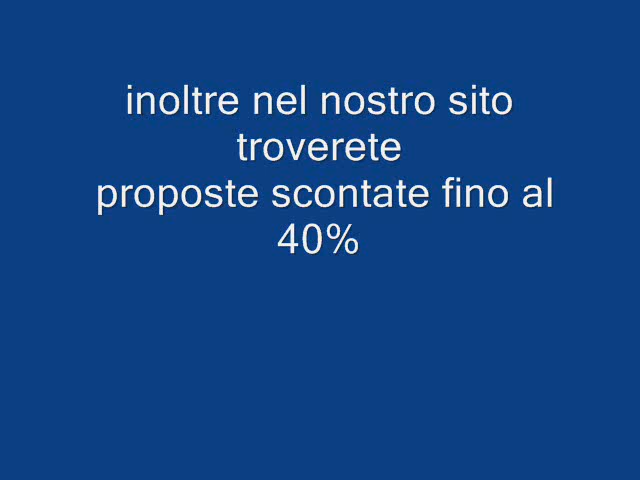 inoltre nel nostro sito
troverete
proposte scontate fino al
40%